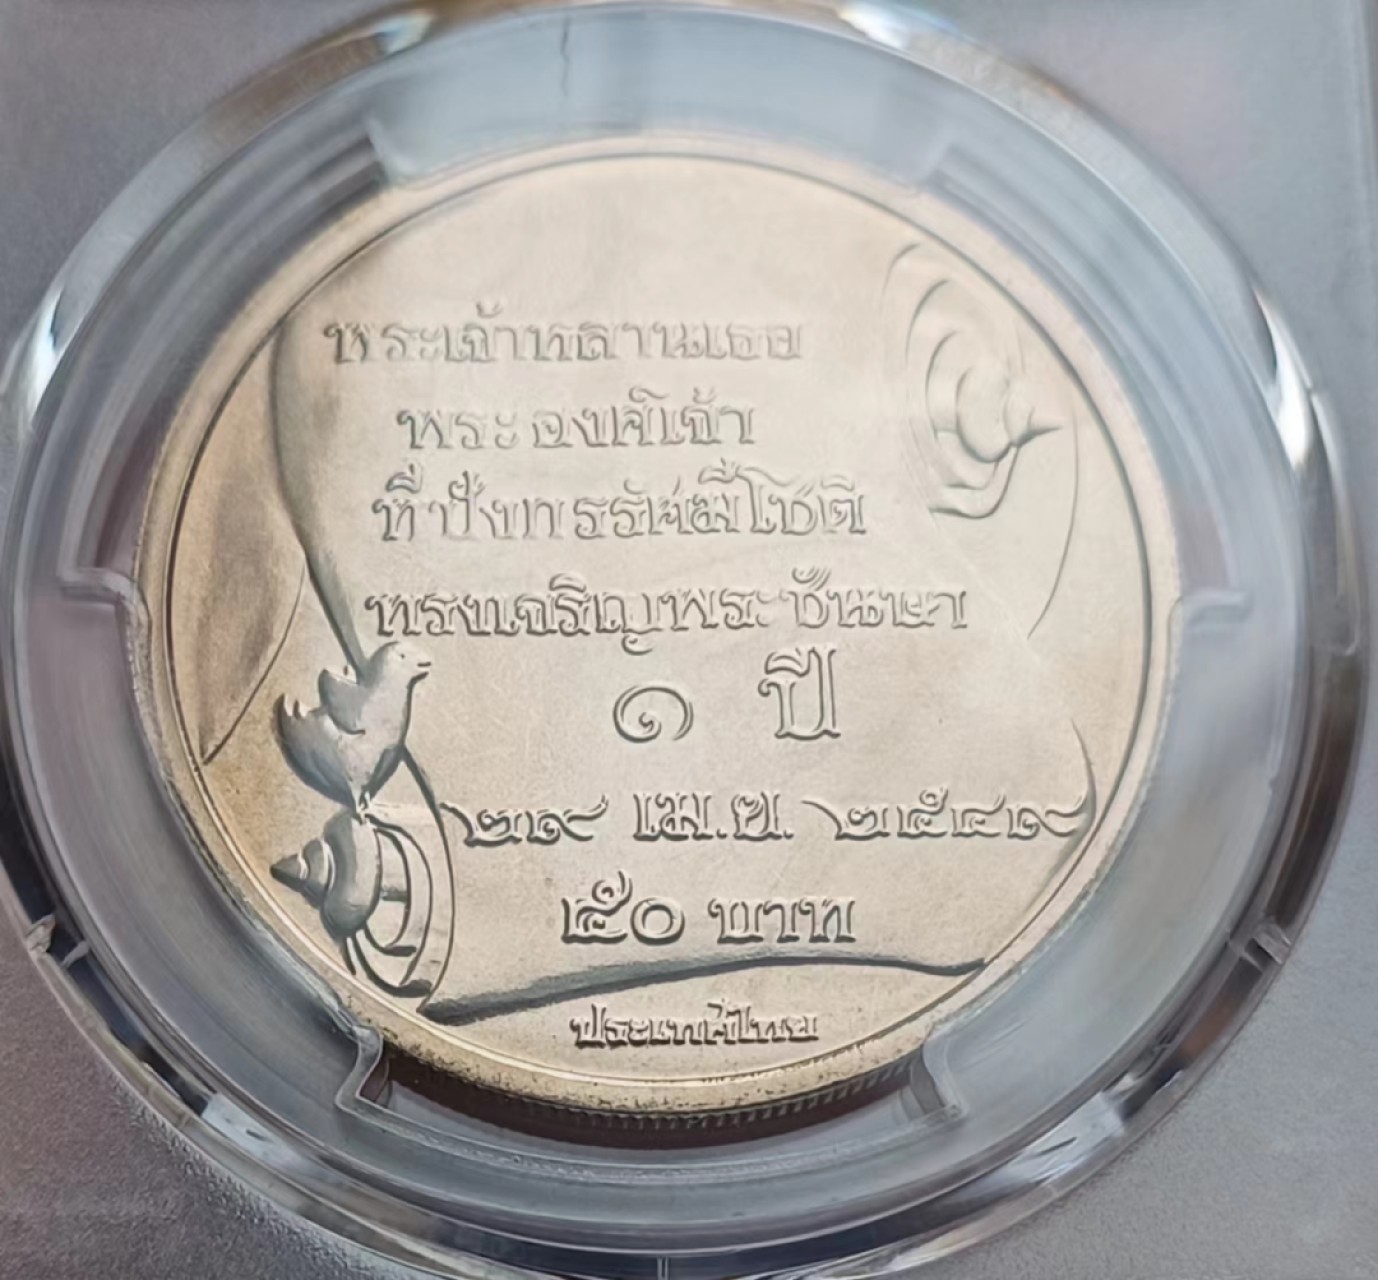 พระเจ้าหลานเธอ
พระองค์เจ้า
ทีปังกรรัศมีโชติ
ทรงเจริญพระชันษา
๑ ปี
๒๙ เม.ย. ๒๕๔๙
๕๐ บาท
ประเทศไทย